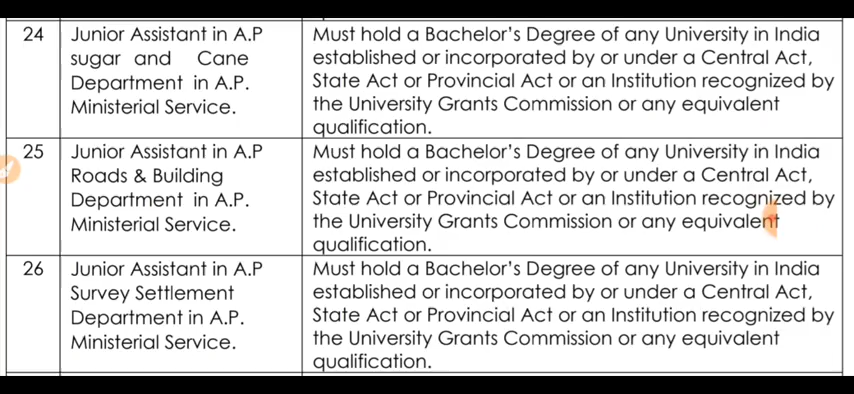 24 Junior Assistant in A.P Must hold a Bachelor's Degree of any University in India
sugar and Cane established or incorporated by or under a Central Act,
Department in A.P. State Act or Provincial Act or an Institution recognized by
Ministerial Service. the University Grants Commission or any equivalent
qualification.
25 Junior Assistant in A.P Must hold a Bachelor's Degree of any University in India
Roads & Building established or incorporated by or under a Central Act,
Department in A.P. State Act or Provincial Act or an Institution recognized by
Ministerial Service. the University Grants Commission or any equivalent
qualification.
26 Junior Assistant in A.P Must hold a Bachelor's Degree of any University in India
Survey Settlement established or incorporated by or under a Central Act,
Department in A.P. State Act or Provincial Act or an Institution recognized by
Ministerial Service. the University Grants Commission or any equivalent
qualification.